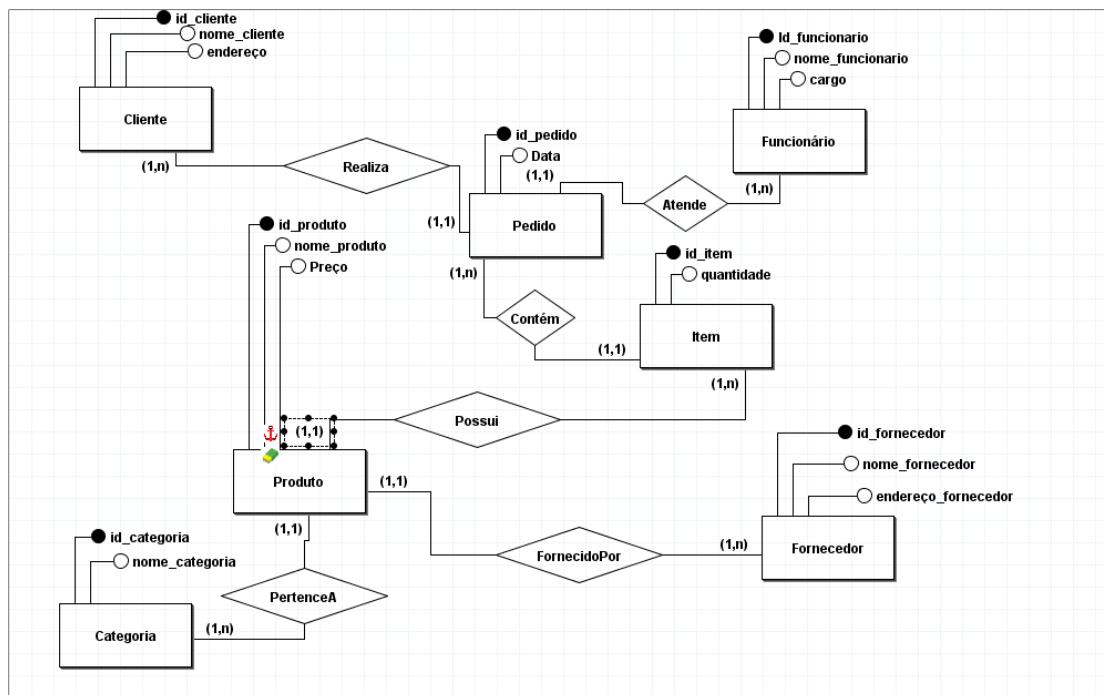 id_cliente
nome_cliente
endereço
Cliente
(1,n)
Realiza
(1,1)
id_pedido
Data
(1,1)
Pedido
(1,n)
Atende
(1,n)
Id_funcionario
nome_funcionario
cargo
Funcionário
id_produto
nome_produto
Preço
Contém
(1,1)
id_item
quantidade
Item
(1,n)
Possui
(1,1)
Produto
(1,1)
(1,1)
FornecidoPor
(1,n)
id_fornecedor
nome_fornecedor
endereço_fornecedor
Fornecedor
id_categoria
nome_categoria
Categoria
(1,n)
PertenceA